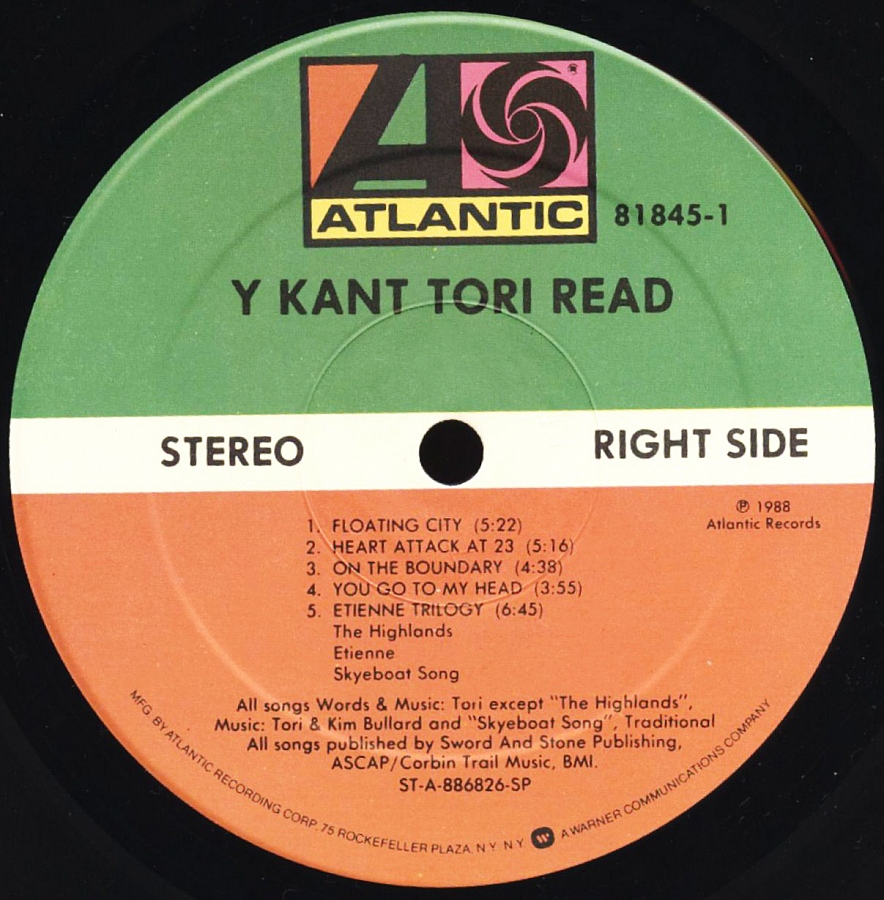 ATLANTIC
81845-1
Y KANT TORI READ
STEREO
RIGHT SIDE
℗ 1988
Atlantic Records
1. FLOATING CITY (5:22)
2. HEART ATTACK AT 23 (5:16)
3. ON THE BOUNDARY (4:38)
4. YOU GO TO MY HEAD (3:55)
5. ETIENNE TRILOGY (6:45)
The Highlands
Etienne
Skyeboat Song
All songs Words & Music: Tori except "The Highlands",
Music: Tori & Kim Bullard and "Skyeboat Song", Traditional
All songs published by Sword And Stone Publishing,
ASCAP/Corbin Trail Music, BMI.
ST-A-886826-SP
MFG. BY ATLANTIC RECORDING CORP. 75 ROCKEFELLER PLAZA. N.Y. N.Y. A WARNER COMMUNICATIONS COMPANY